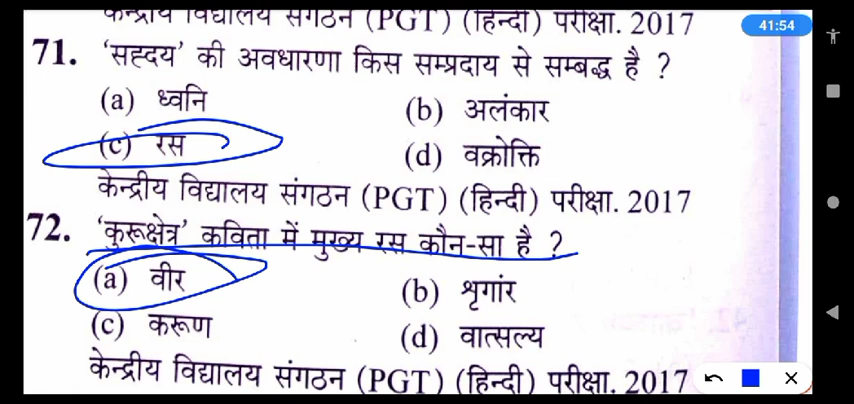 केन्द्रीय विद्यालय संगठन (PGT) (हिन्दी) परीक्षा. 2017
41:54
71. 'सह्दय' की अवधारणा किस सम्प्रदाय से सम्बद्ध है ?
(a) ध्वनि (b) अलंकार
(c) रस (d) वक्रोक्ति
केन्द्रीय विद्यालय संगठन (PGT) (हिन्दी) परीक्षा. 2017
72. 'कुरूक्षेत्र' कविता में मुख्य रस कौन-सा है ?
(a) वीर (b) शृगांर
(c) करूण (d) वात्सल्य
केन्द्रीय विद्यालय संगठन (PGT) (हिन्दी) परीक्षा. 2017